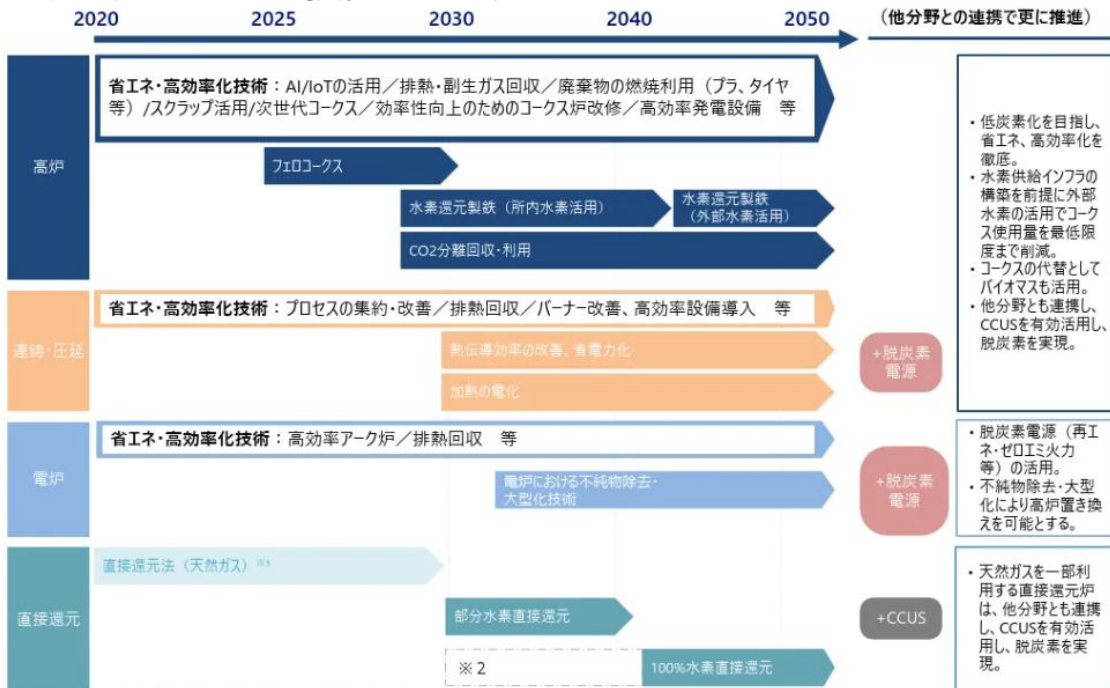 2020 2025 2030 2040 2050 (他分野との連携で更に推進)
高炉
省エネ・高効率化技術：AI/IoTの活用／排熱・副生ガス回収／廃棄物の燃焼利用（プラ、タイヤ
等）/スクラップ活用/次世代コークス／効率性向上のためのコークス炉改修／高効率発電設備　等
フェロコークス
水素還元製鉄（所内水素活用）
水素還元製鉄
（外部水素活用）
CO2分離回収・利用
・低炭素化を目指し、
省エネ、高効率化を
徹底。
・水素供給インフラの
構築を前提に外部
水素の活用でコーク
ス使用量を最低限
度まで削減。
・コークスの代替として
バイオマスも活用。
・他分野とも連携し、
CCUSを有効活用し、
脱炭素を実現。
連鋳・圧延
省エネ・高効率化技術：プロセスの集約・改善／排熱回収／バーナー改善、高効率設備導入　等
熱伝導効率の改善、省電力化
加熱の電化
+脱炭素
電源
電炉
省エネ・高効率化技術：高効率アーク炉／排熱回収　等
電炉における不純物除去・
大型化技術
+脱炭素
電源
・脱炭素電源（再エ
ネ・ゼロエミ火力
等）の活用。
・不純物除去・大型
化により高炉置き換
えを可能とする。
直接還元
直接還元法（天然ガス）※1
部分水素直接還元
※２
100%水素直接還元
+CCUS
・天然ガスを一部利
用する直接還元炉
は、他分野とも連携
し、CCUSを有効活
用し、脱炭素を実
現。